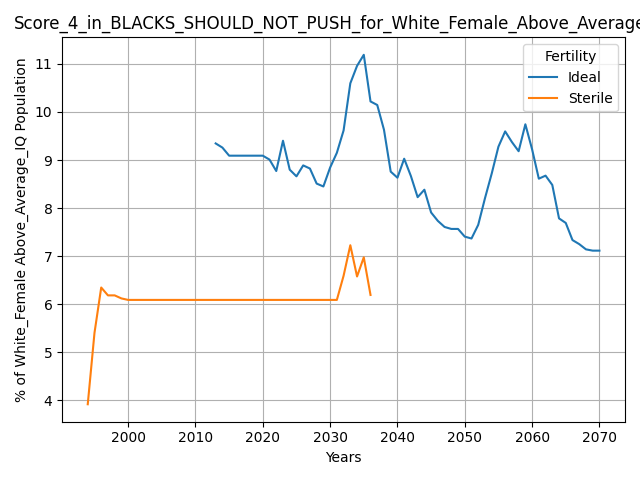 Score_4_in_BLACKS_SHOULD_NOT_PUSH_for_White_Female_Above_Average
Fertility
Ideal
Sterile
% of White_Female Above_Average_IQ Population
11
10
9
8
7
6
5
4
2000 2010 2020 2030 2040 2050 2060 2070
Years